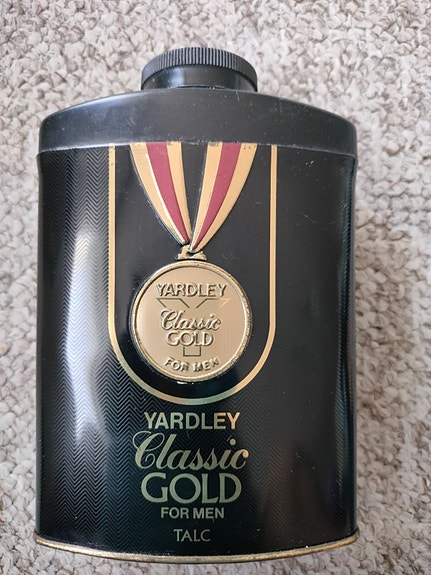 YARDLEY
Classic
GOLD
FOR MEN
YARDLEY
Classic
GOLD
FOR MEN
TALC